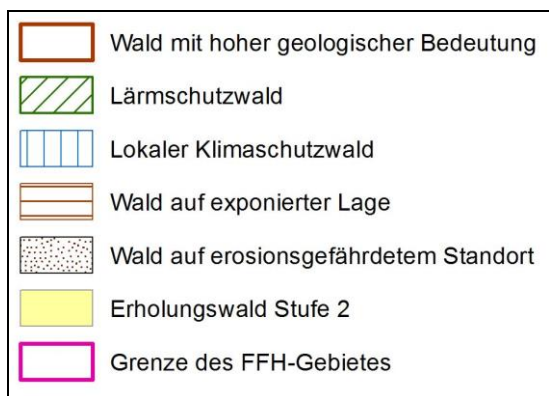 Wald mit hoher geologischer Bedeutung
Lärmschutzwald
Lokaler Klimaschutzwald
Wald auf exponierter Lage
Wald auf erosionsgefährdetem Standort
Erholungswald Stufe 2
Grenze des FFH-Gebietes